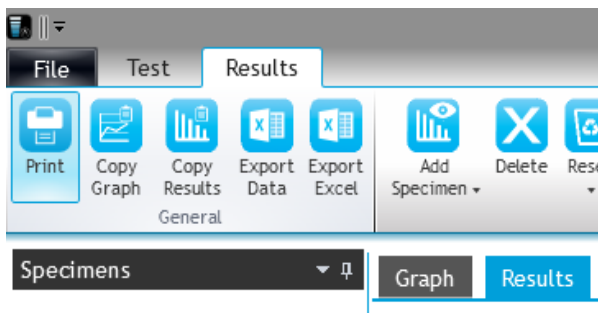 File Test Results
Print Copy Graph Copy Results Export Data Export Excel Add Specimen Delete
General
Specimens
Graph Results